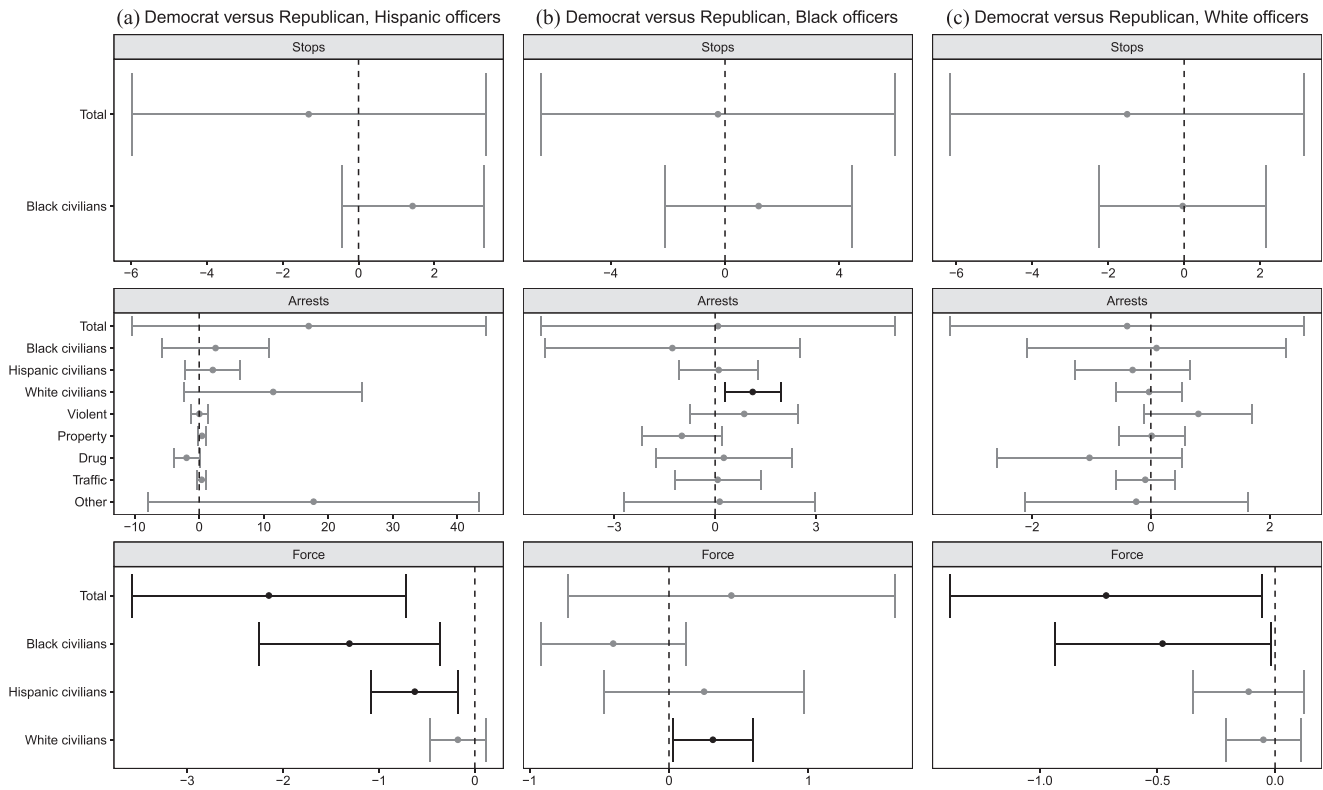 (a) Democrat versus Republican, Hispanic officers
Stops
Total
Black civilians
−6 −4 −2 0 2
Arrests
Total
Black civilians
Hispanic civilians
White civilians
Violent
Property
Drug
Traffic
Other
−10 0 10 20 30 40
Force
Total
Black civilians
Hispanic civilians
White civilians
−3 −2 −1 0
(b) Democrat versus Republican, Black officers
Stops
−4 0 4
Arrests
−3 0 3
Force
−1 0 1
(c) Democrat versus Republican, White officers
Stops
−6 −4 −2 0 2
Arrests
−2 0 2
Force
−1.0 −0.5 0.0